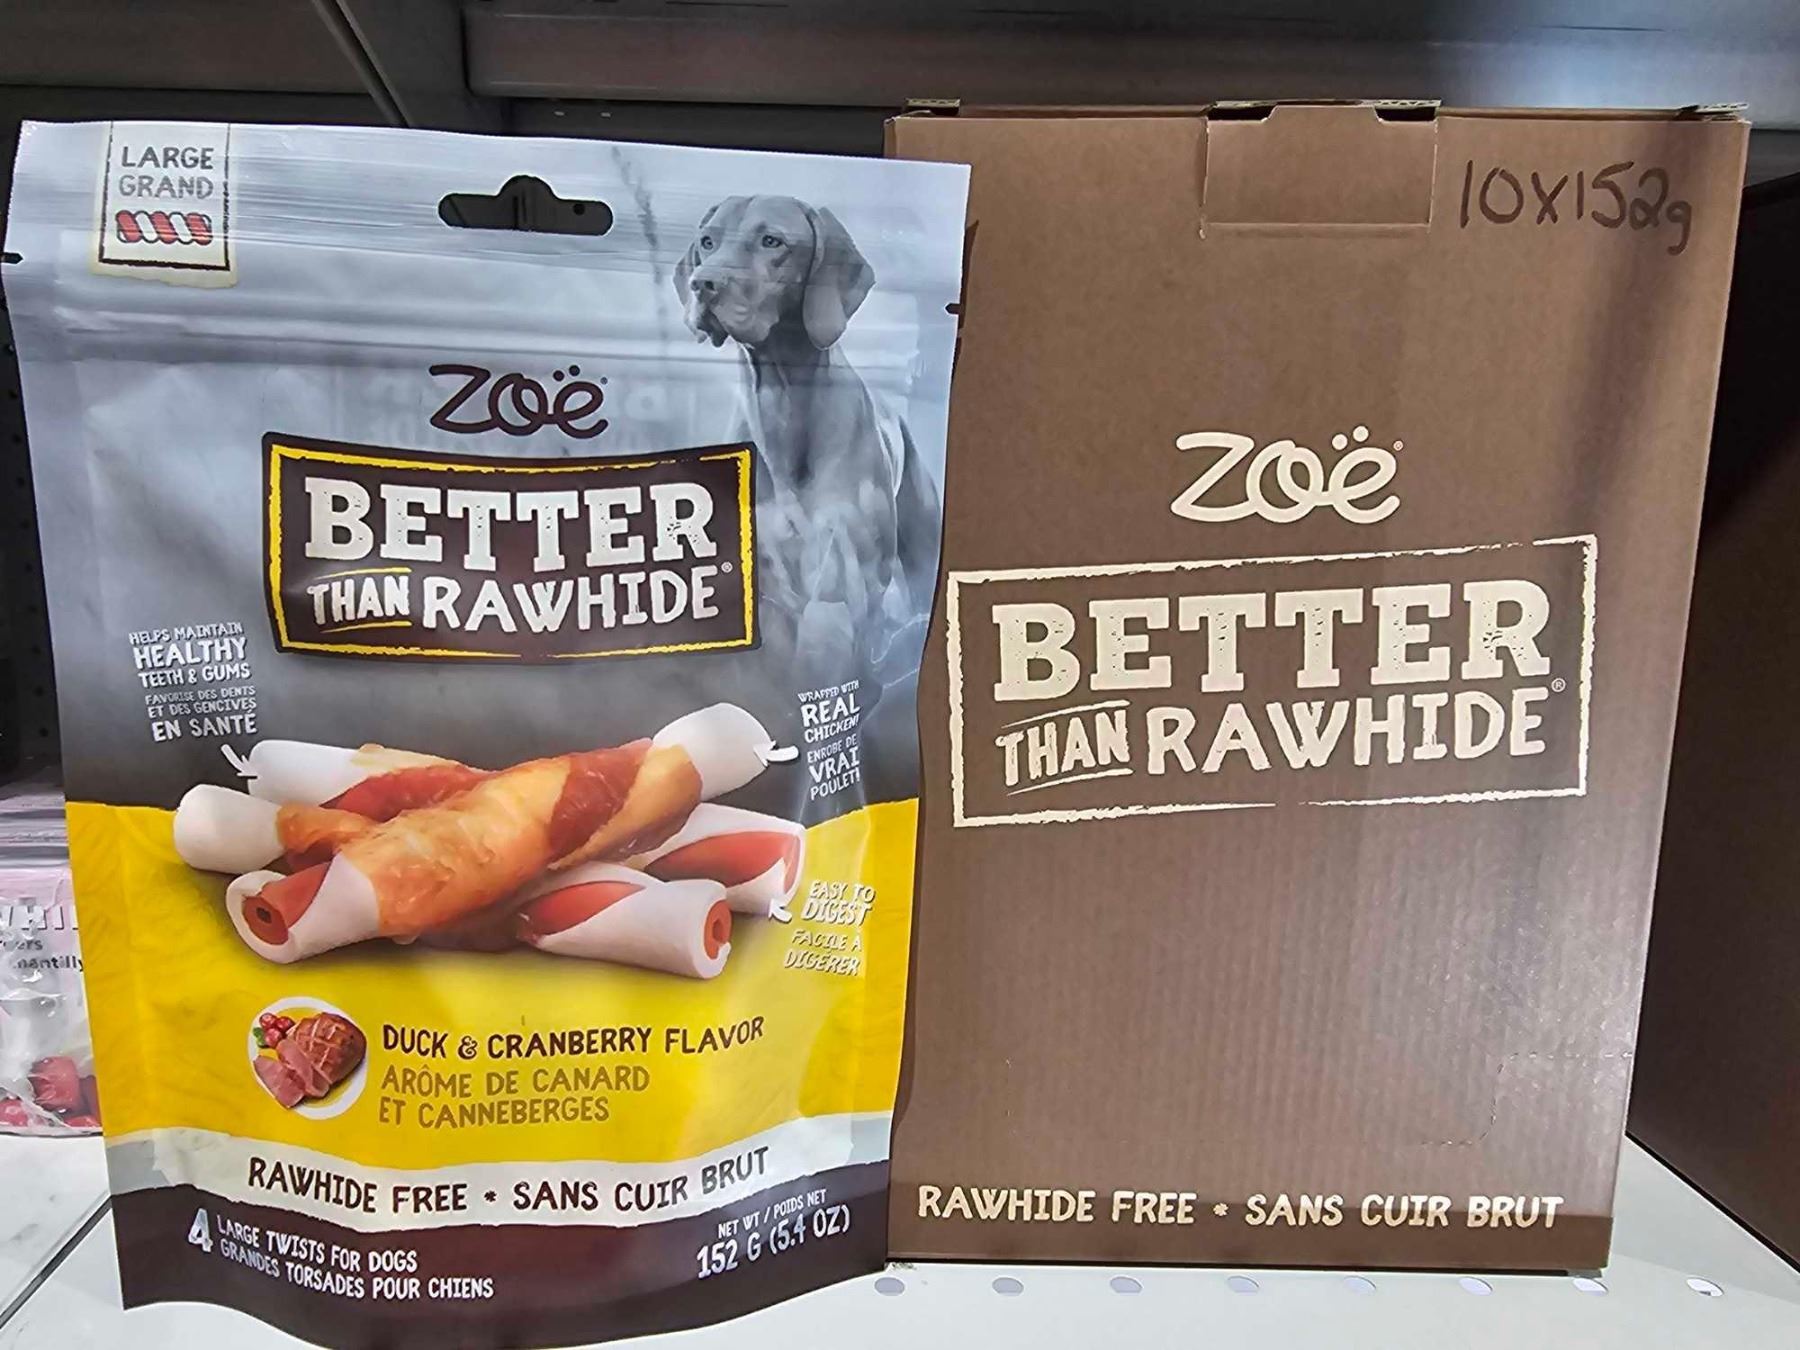 LARGE
GRAND
zoë
BETTER
THAN RAWHIDE®
HELPS MAINTAIN
HEALTHY
TEETH & GUMS
FAVORISE DES DENTS
ET DES GENCIVES
EN SANTÉ
WRAPPED WITH
REAL
CHICKEN!
ENROBÉ DE
VRAI
POULET!
EASY TO
DIGEST
FACILE À
DIGÉRER
DUCK & CRANBERRY FLAVOR
ARÔME DE CANARD
ET CANNEBERGES
RAWHIDE FREE * SANS CUIR BRUT
4 LARGE TWISTS FOR DOGS
GRANDES TORSADES POUR CHIENS
NET WT / POIDS NET
152 G (5.4 OZ)
10X152g
zoë®
BETTER
THAN RAWHIDE®
RAWHIDE FREE * SANS CUIR BRUT